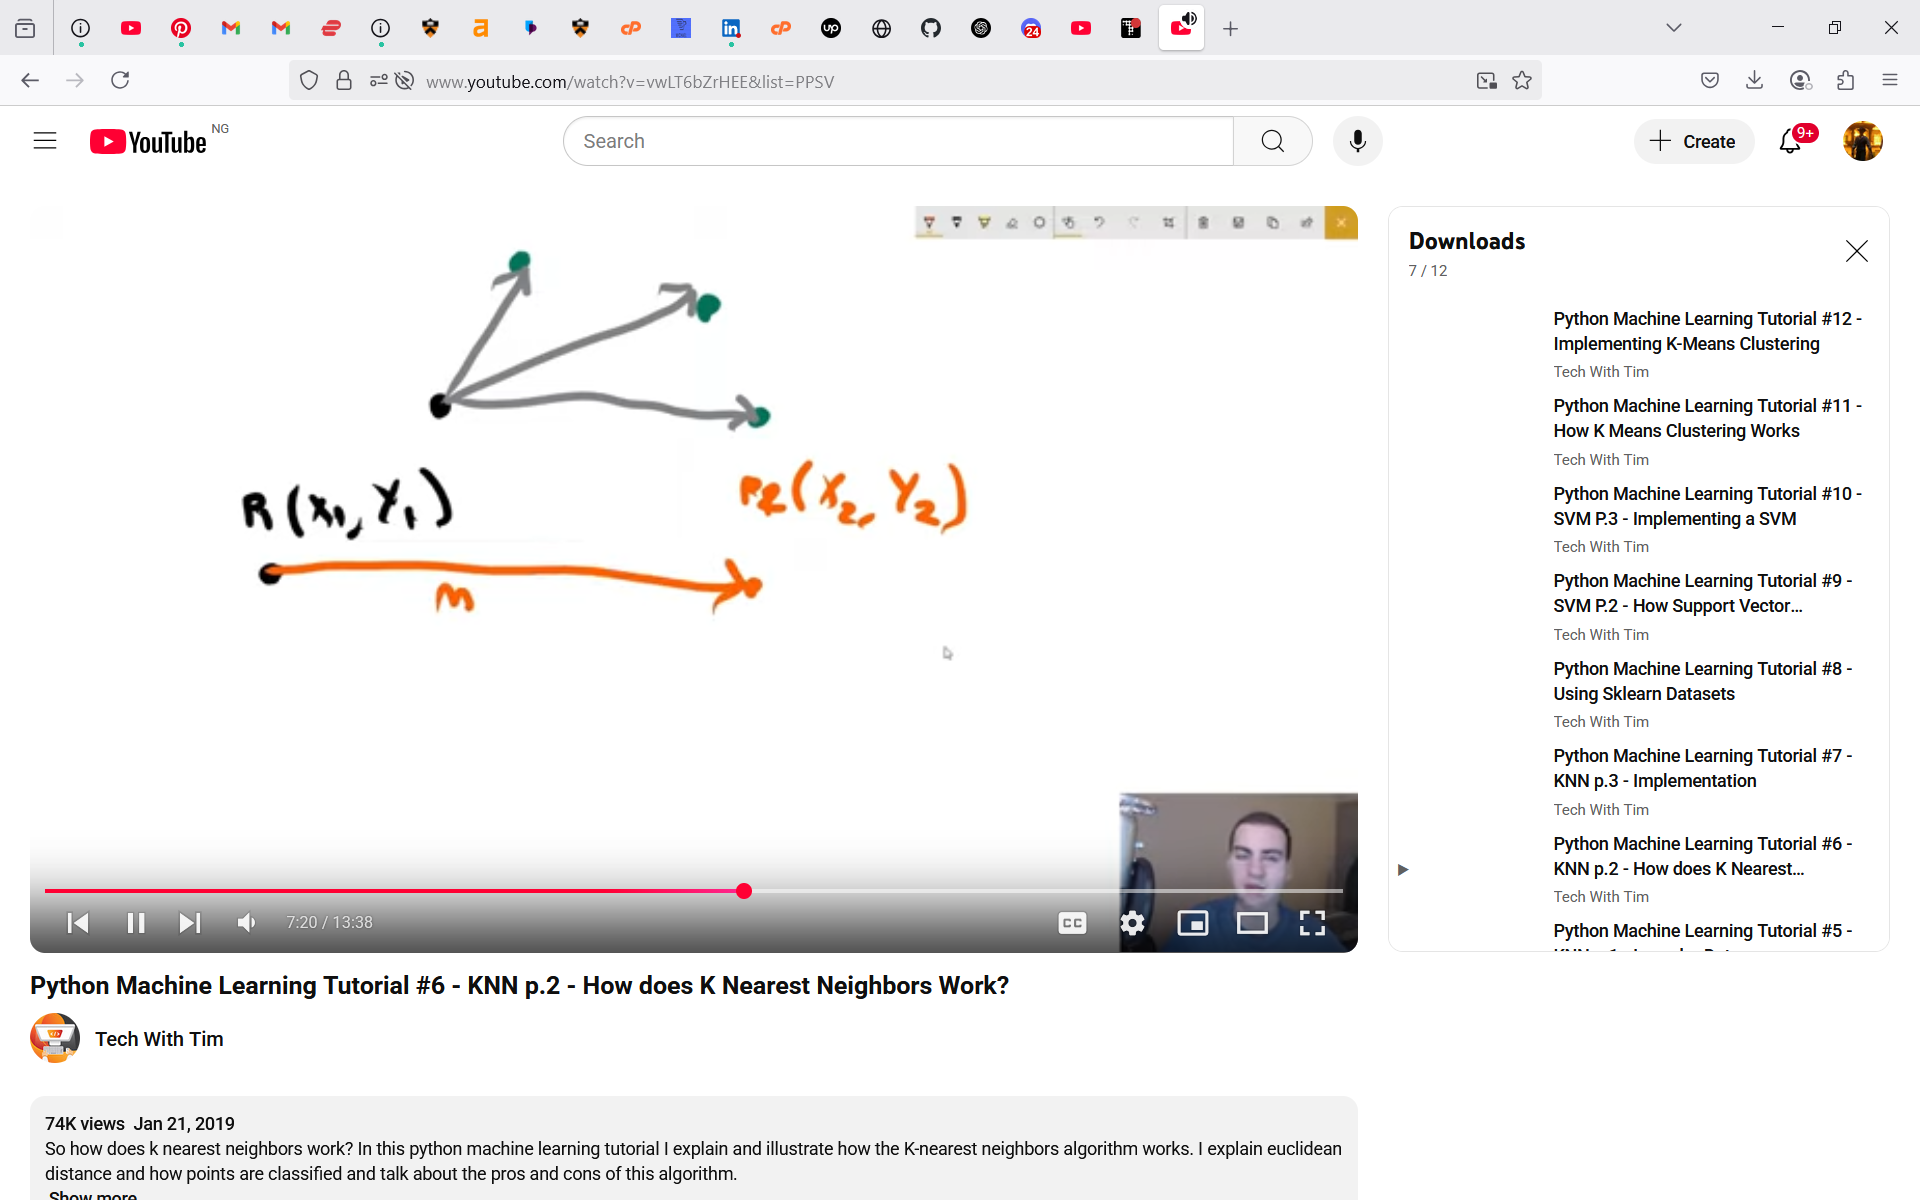 24
www.youtube.com/watch?v=vwLT6bZrHEE&list=PPSV
YouTube NG
Search
Create
9+
(X1, Y1)
(X2, Y2)
m
7:20 / 13:38
CC
Python Machine Learning Tutorial #6 - KNN p.2 - How does K Nearest Neighbors Work?
Tech With Tim
74K views Jan 21, 2019
So how does k nearest neighbors work? In this python machine learning tutorial I explain and illustrate how the K-nearest neighbors algorithm works. I explain euclidean
distance and how points are classified and talk about the pros and cons of this algorithm.
Show more
Downloads
7 / 12
Python Machine Learning Tutorial #12 -
Implementing K-Means Clustering
Tech With Tim
Python Machine Learning Tutorial #11 -
How K Means Clustering Works
Tech With Tim
Python Machine Learning Tutorial #10 -
SVM P.3 - Implementing a SVM
Tech With Tim
Python Machine Learning Tutorial #9 -
SVM P.2 - How Support Vector...
Tech With Tim
Python Machine Learning Tutorial #8 -
Using Sklearn Datasets
Tech With Tim
Python Machine Learning Tutorial #7 -
KNN p.3 - Implementation
Tech With Tim
Python Machine Learning Tutorial #6 -
KNN p.2 - How does K Nearest...
Tech With Tim
Python Machine Learning Tutorial #5 -